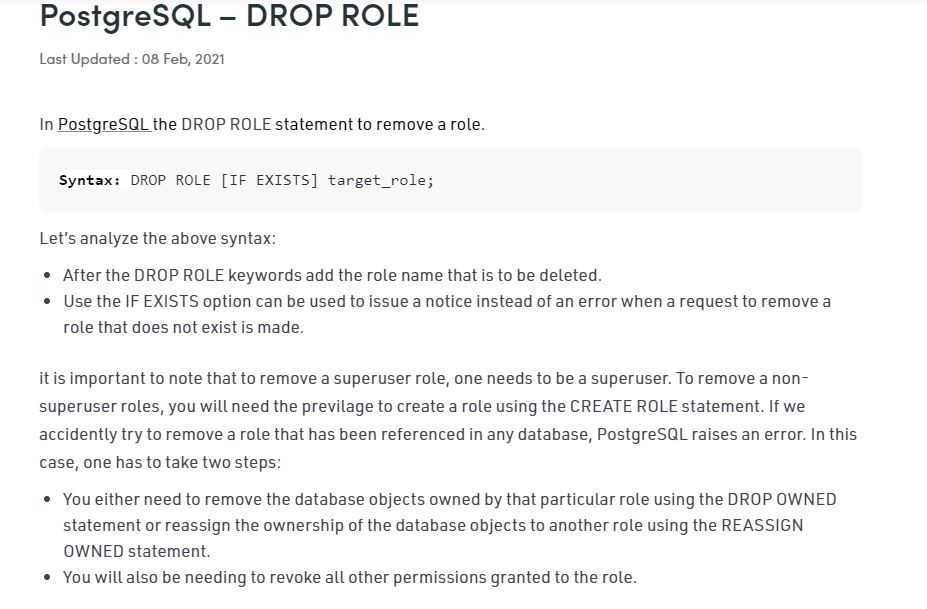 PostgreSQL – DROP ROLE
Last Updated : 08 Feb, 2021
In PostgreSQL the DROP ROLE statement to remove a role.
Syntax: DROP ROLE [IF EXISTS] target_role;
Let's analyze the above syntax:
• After the DROP ROLE keywords add the role name that is to be deleted.
• Use the IF EXISTS option can be used to issue a notice instead of an error when a request to remove a
role that does not exist is made.
it is important to note that to remove a superuser role, one needs to be a superuser. To remove a non-
superuser roles, you will need the previlage to create a role using the CREATE ROLE statement. If we
accidently try to remove a role that has been referenced in any database, PostgreSQL raises an error. In this
case, one has to take two steps:
• You either need to remove the database objects owned by that particular role using the DROP OWNED
statement or reassign the ownership of the database objects to another role using the REASSIGN
OWNED statement.
• You will also be needing to revoke all other permissions granted to the role.